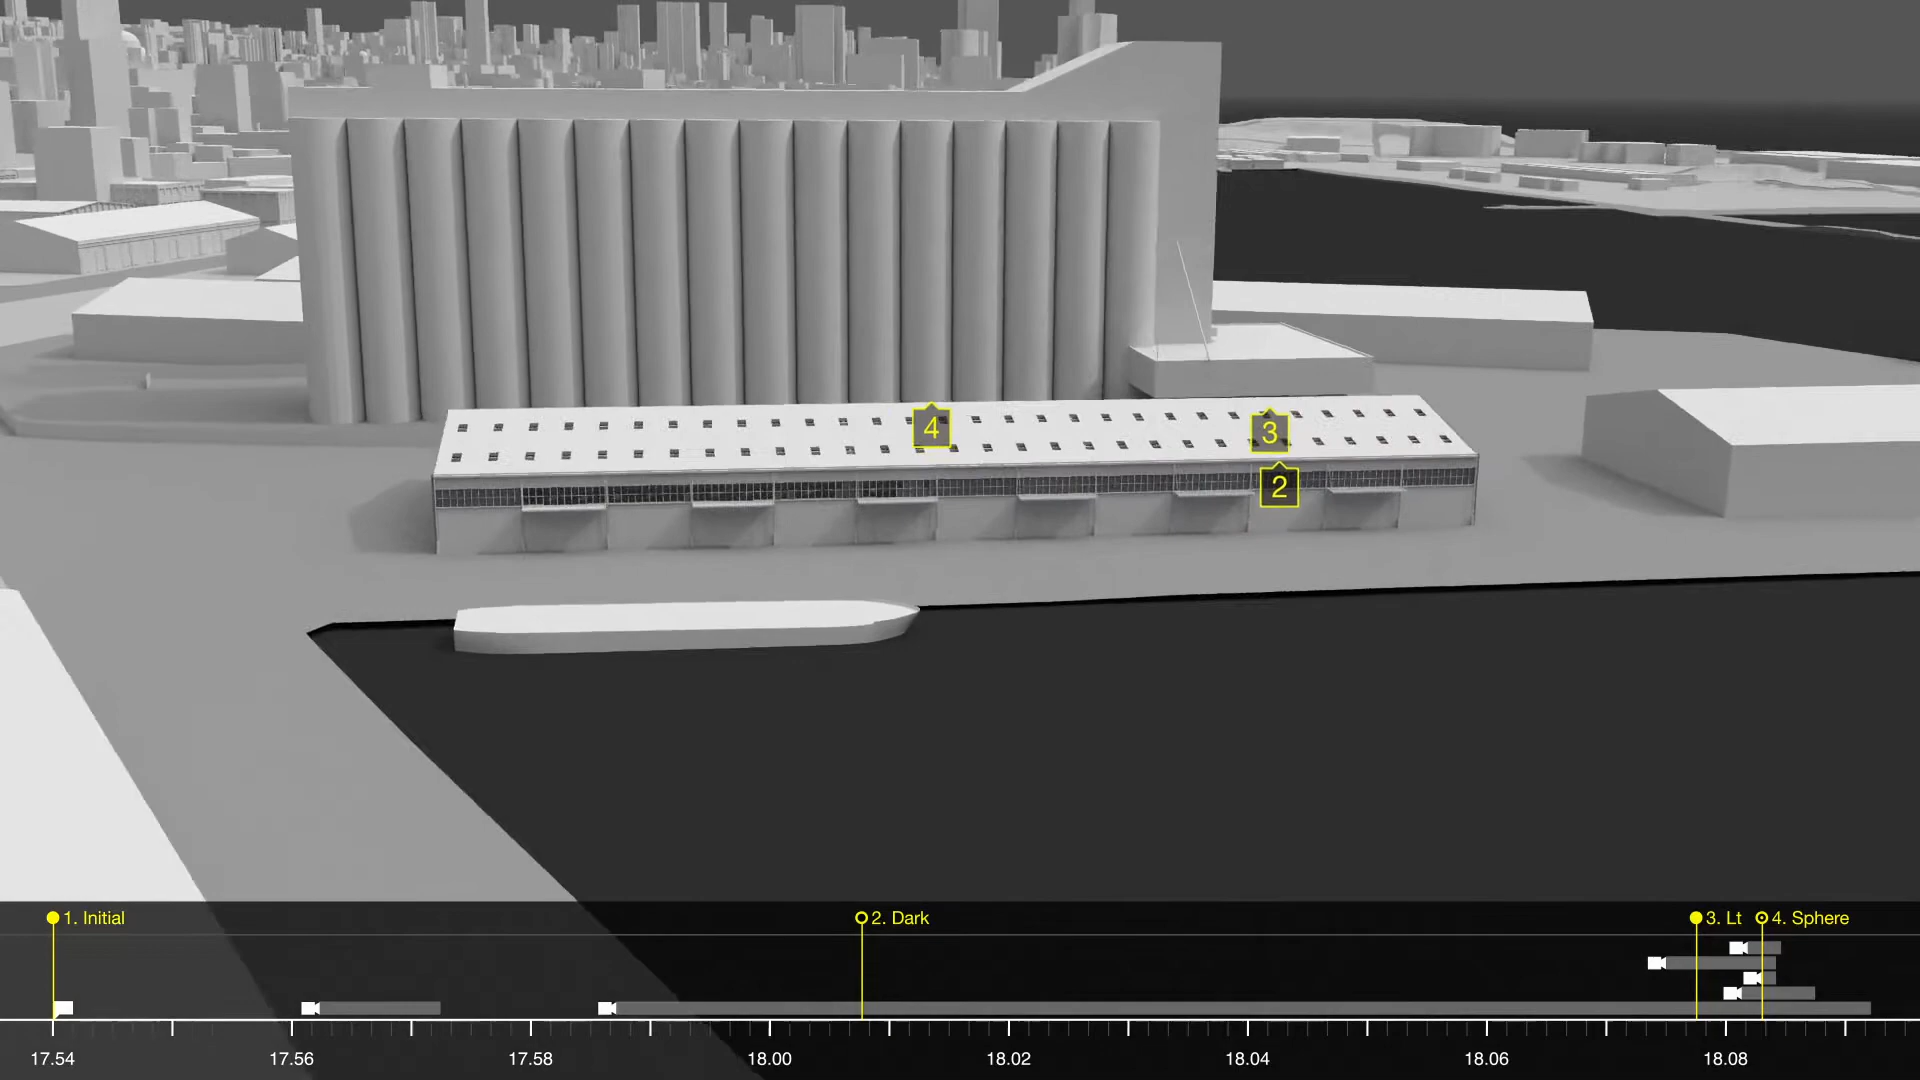 4
3
2
1. Initial
2. Dark
3. Lt
4. Sphere
17.54
17.56
17.58
18.00
18.02
18.04
18.06
18.08